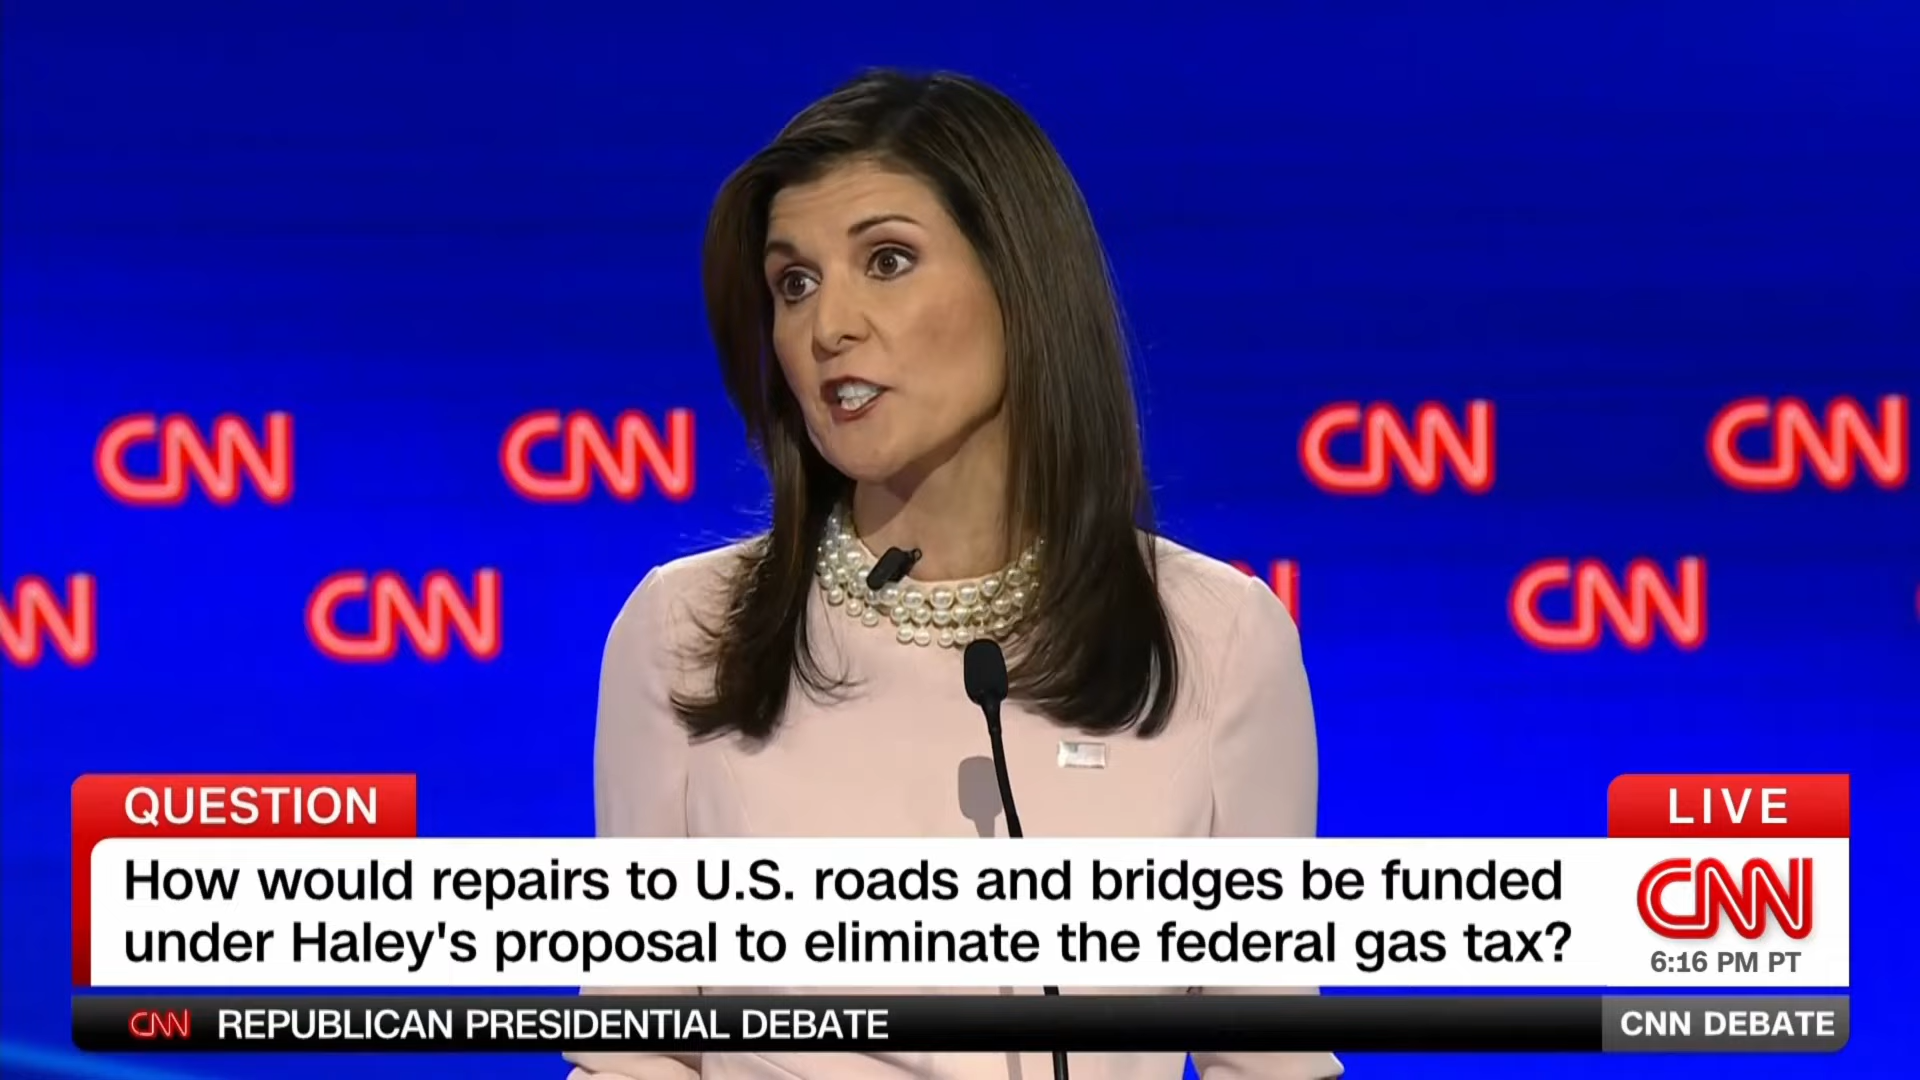 CNN CNN CNN CNN
CNN CNN
QUESTION
How would repairs to U.S. roads and bridges be funded
under Haley's proposal to eliminate the federal gas tax?
LIVE
CNN
6:16 PM PT
CNN REPUBLICAN PRESIDENTIAL DEBATE
CNN DEBATE